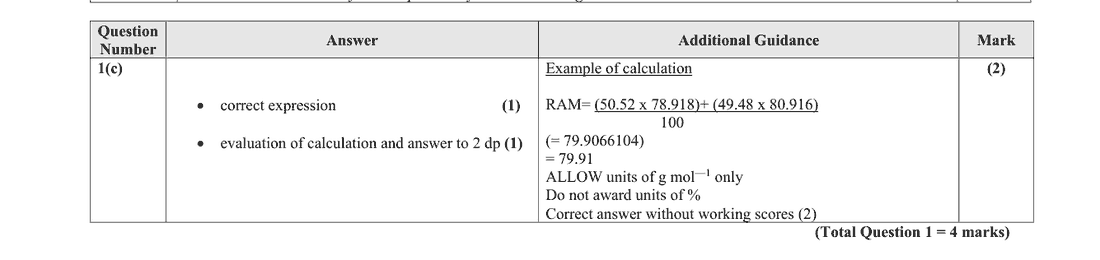 Question
Number
Answer
Additional Guidance
Mark
1(c)
Example of calculation
(2)
• correct expression (1)
RAM= (50.52 x 78.918)+ (49.48 x 80.916)
100
• evaluation of calculation and answer to 2 dp (1)
(= 79.9066104)
= 79.91
ALLOW units of g mol⁻¹ only
Do not award units of %
Correct answer without working scores (2)
(Total Question 1 = 4 marks)